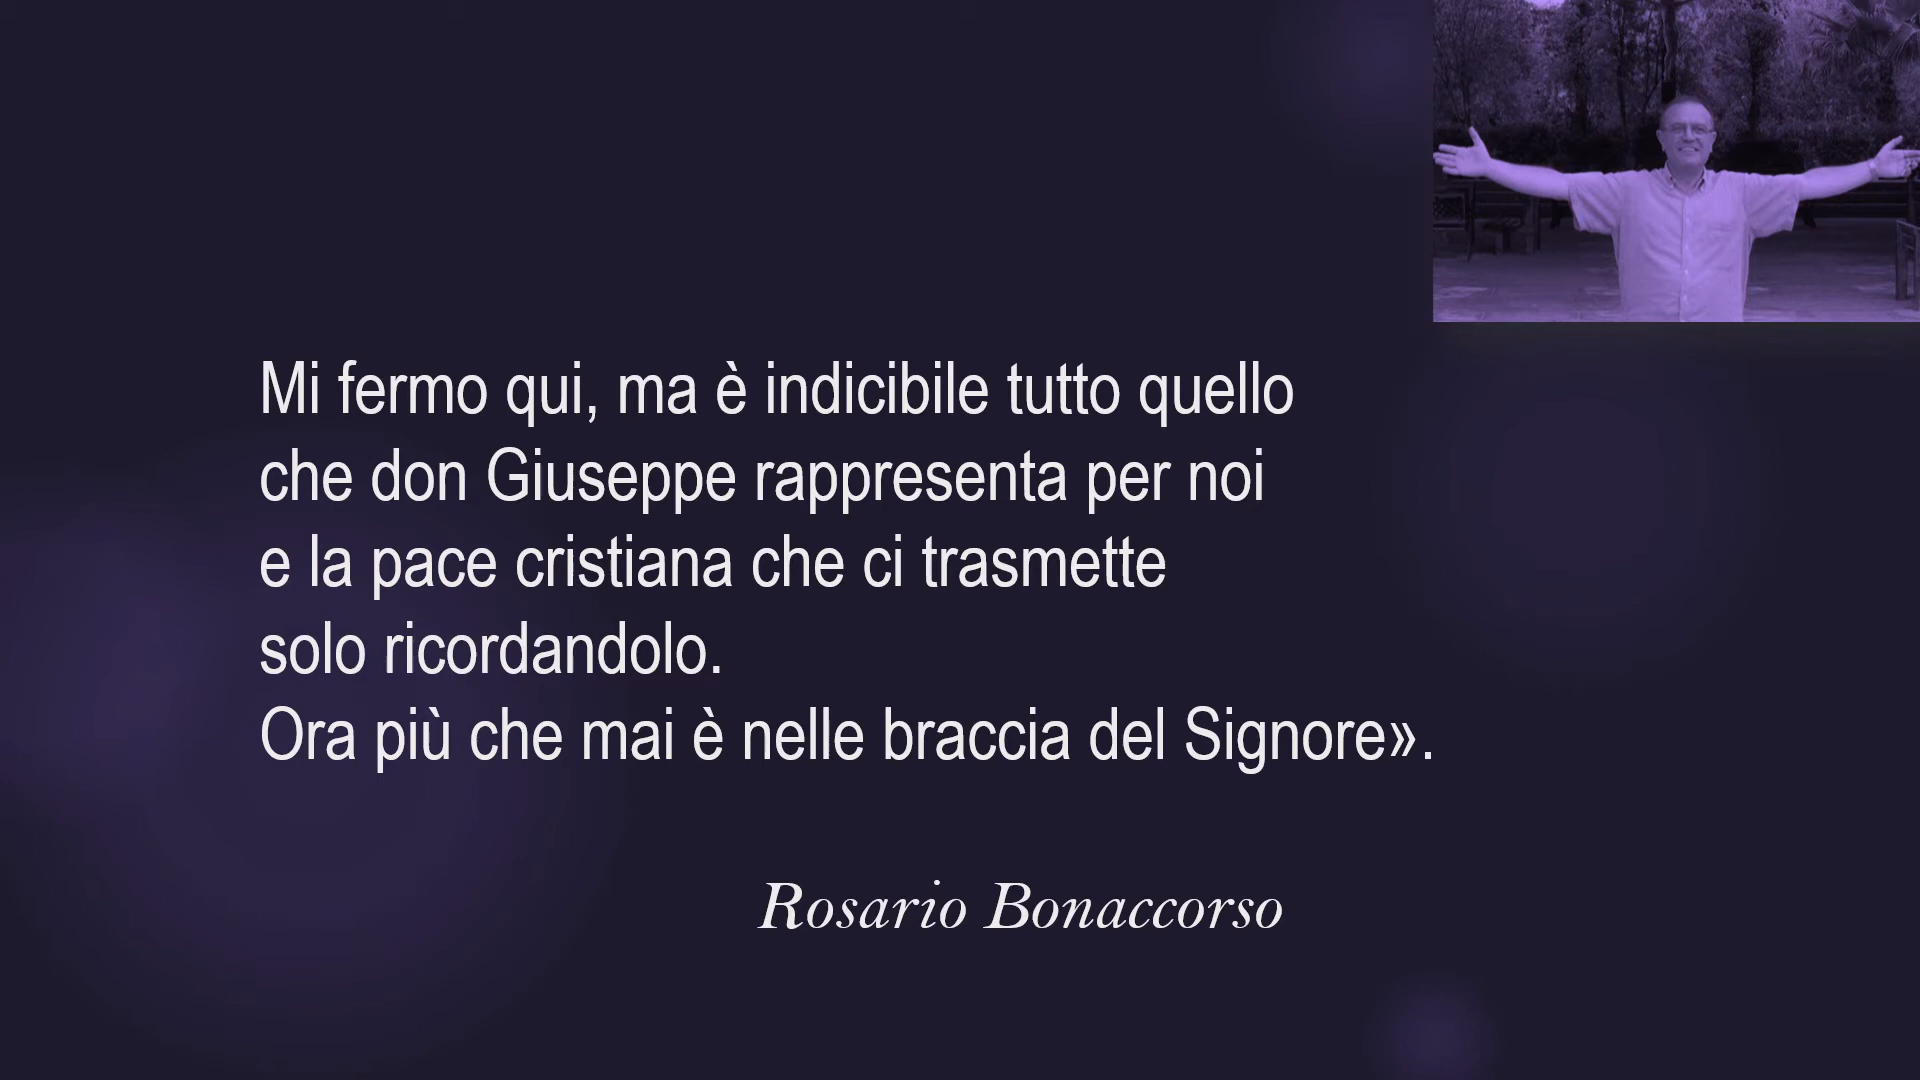 Mi fermo qui, ma è indicibile tutto quello
che don Giuseppe rappresenta per noi
e la pace cristiana che ci trasmette
solo ricordandolo.
Ora più che mai è nelle braccia del Signore».
Rosario Bonaccorso